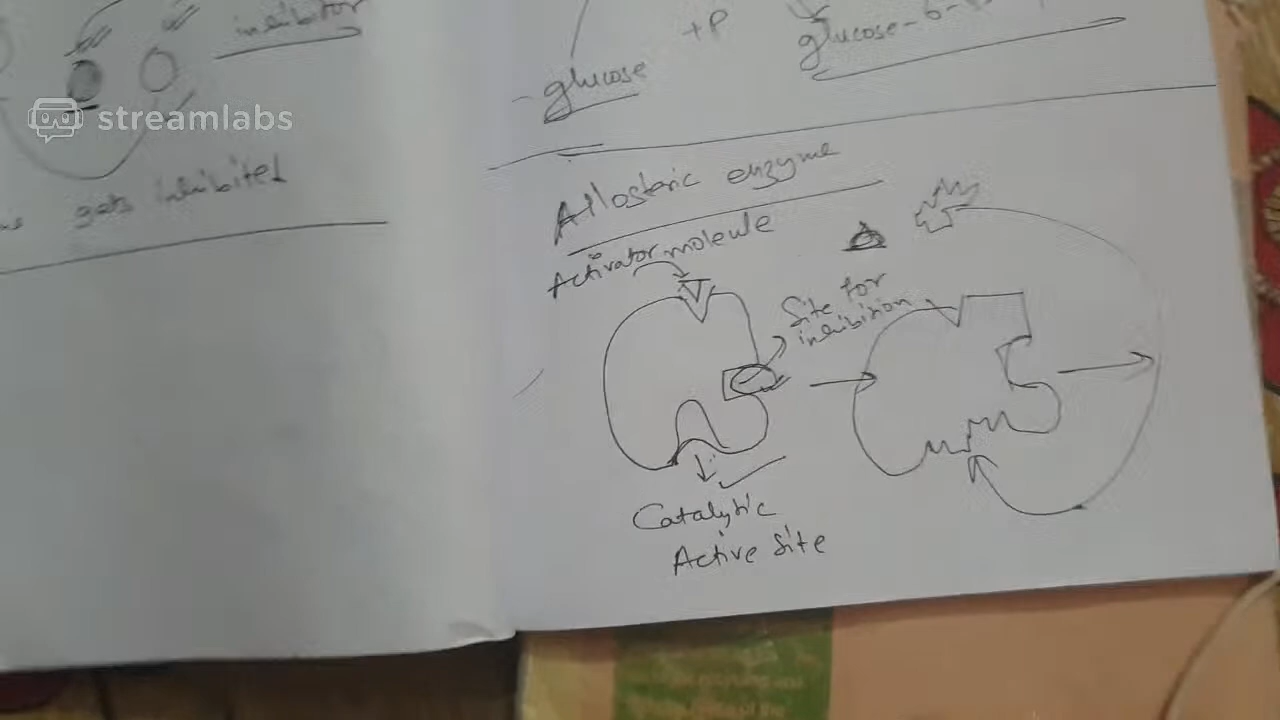 inhibitor
streamlabs
gets inhibited
+P
glucose-6-
-glucose
Allosteric enzyme
Activator molecule
Site for
inhibition
Catalytic
Active Site